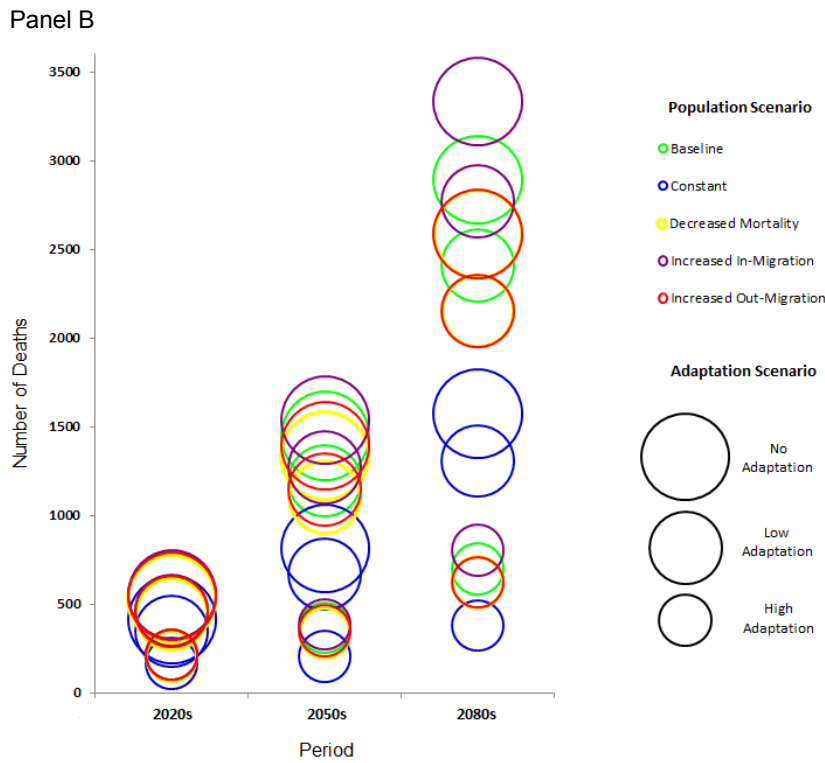 Panel B
3500
3000
2500
2000
1500
1000
500
0
Number of Deaths
2020s
2050s
2080s
Period
Population Scenario
Baseline
Constant
Decreased Mortality
Increased In-Migration
Increased Out-Migration
Adaptation Scenario
No
Adaptation
Low
Adaptation
High
Adaptation